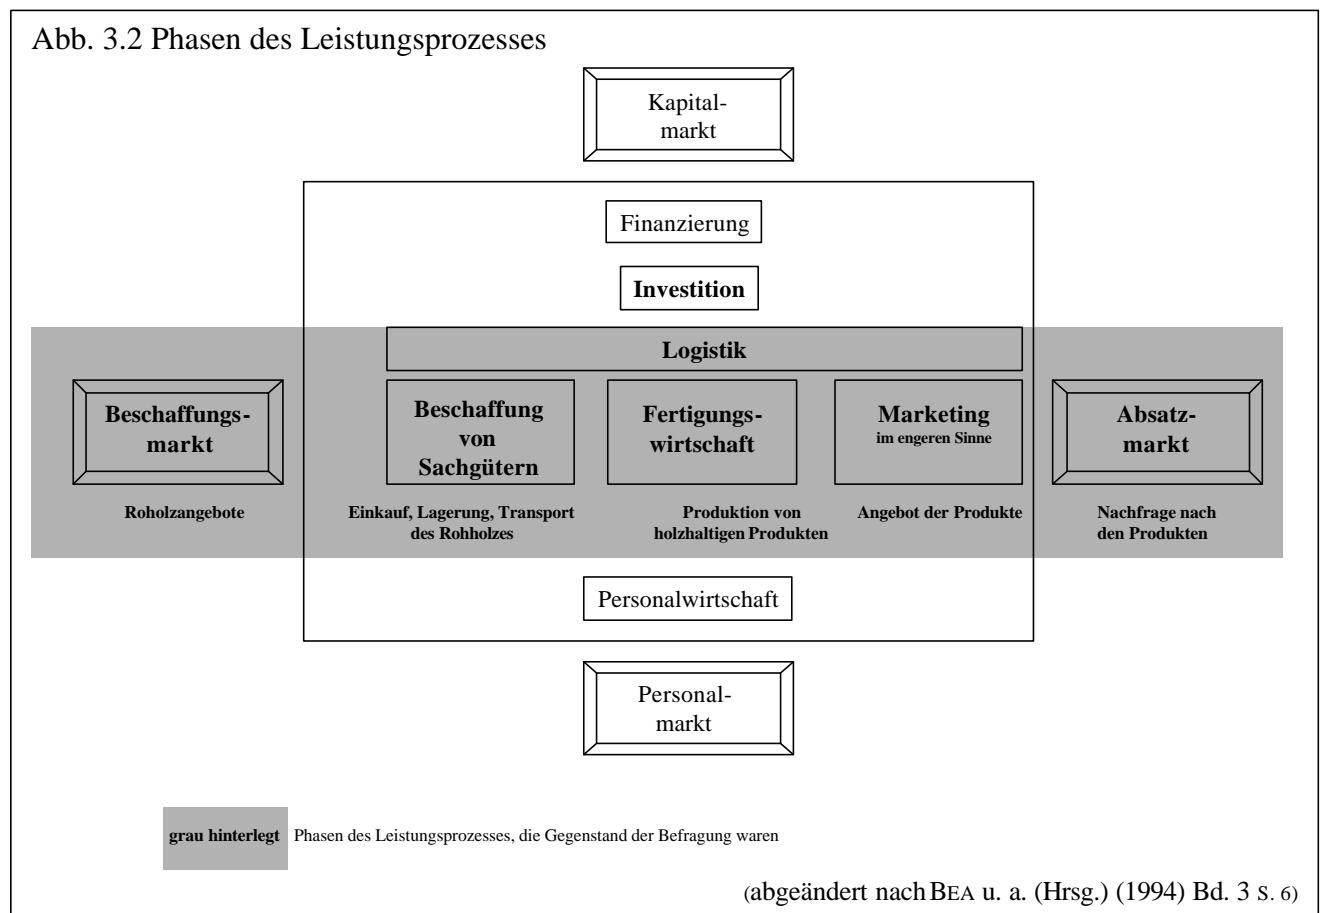 Abb. 3.2 Phasen des Leistungsprozesses
Kapital-
markt
Finanzierung
Investition
Logistik
Beschaffungs-
markt
Beschaffung
von
Sachgütern
Fertigungs-
wirtschaft
Marketing
im engeren Sinne
Absatz-
markt
Roholzangebote
Einkauf, Lagerung, Transport
des Rohholzes
Produktion von
holzhaltigen Produkten
Angebot der Produkte
Nachfrage nach
den Produkten
Personalwirtschaft
Personal-
markt
grau hinterlegt Phasen des Leistungsprozesses, die Gegenstand der Befragung waren
(abgeändert nach BEA u. a. (Hrsg.) (1994) Bd. 3 S. 6)